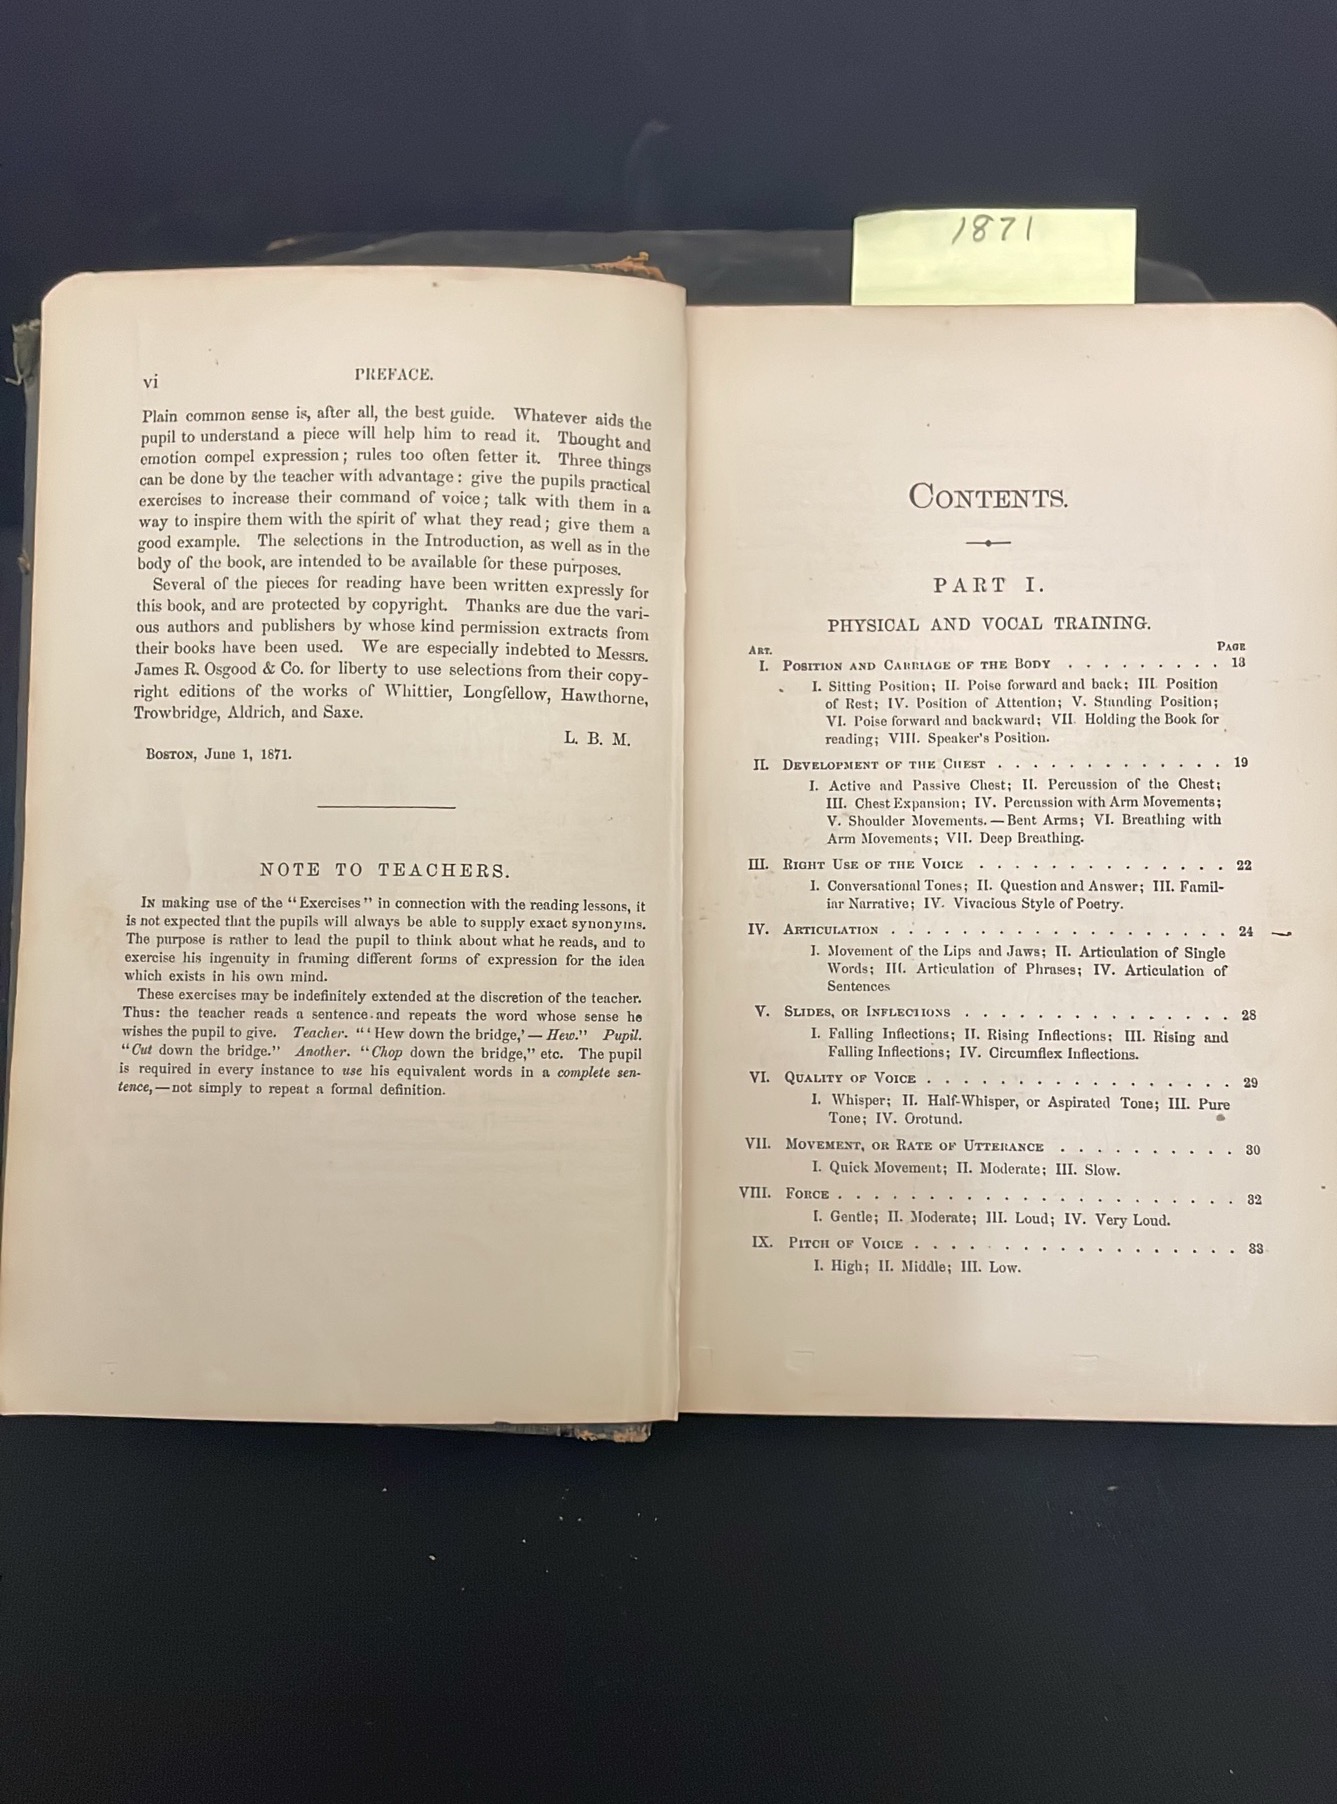 1871
vi
PREFACE.
Plain common sense is, after all, the best guide. Whatever aids the
pupil to understand a piece will help him to read it. Thought and
emotion compel expression; rules too often fetter it. Three things
can be done by the teacher with advantage: give the pupils practical
exercises to increase their command of voice; talk with them in a
way to inspire them with the spirit of what they read; give them a
good example. The selections in the Introduction, as well as in the
body of the book, are intended to be available for these purposes.
Several of the pieces for reading have been written expressly for
this book, and are protected by copyright. Thanks are due the vari-
ous authors and publishers by whose kind permission extracts from
their books have been used. We are especially indebted to Messrs.
James R. Osgood & Co. for liberty to use selections from their copy-
right editions of the works of Whittier, Longfellow, Hawthorne,
Trowbridge, Aldrich, and Saxe.
L. B. M.
BOSTON, June 1, 1871.
NOTE TO TEACHERS.
IN making use of the "Exercises" in connection with the reading lessons, it
is not expected that the pupils will always be able to supply exact synonyms.
The purpose is rather to lead the pupil to think about what he reads, and to
exercise his ingenuity in framing different forms of expression for the idea
which exists in his own mind.
These exercises may be indefinitely extended at the discretion of the teacher.
Thus: the teacher reads a sentence and repeats the word whose sense he
wishes the pupil to give. Teacher. "'Hew down the bridge,'—Hew." Pupil.
"Cut down the bridge." Another. "Chop down the bridge," etc. The pupil
is required in every instance to use his equivalent words in a complete sen-
tence,—not simply to repeat a formal definition.
CONTENTS.
PART I.
PHYSICAL AND VOCAL TRAINING.
ART. PAGE
I. POSITION AND CARRIAGE OF THE BODY . . . . . . . . . 13
I. Sitting Position; II. Poise forward and back; III. Position
of Rest; IV. Position of Attention; V. Standing Position;
VI. Poise forward and backward; VII. Holding the Book for
reading; VIII. Speaker's Position.
II. DEVELOPMENT OF THE CHEST . . . . . . . . . . . . . 19
I. Active and Passive Chest; II. Percussion of the Chest;
III. Chest Expansion; IV. Percussion with Arm Movements;
V. Shoulder Movements.—Bent Arms; VI. Breathing with
Arm Movements; VII. Deep Breathing.
III. RIGHT USE OF THE VOICE . . . . . . . . . . . . . . 22
I. Conversational Tones; II. Question and Answer; III. Famil-
iar Narrative; IV. Vivacious Style of Poetry.
IV. ARTICULATION . . . . . . . . . . . . . . . . . . . 24
I. Movement of the Lips and Jaws; II. Articulation of Single
Words; III. Articulation of Phrases; IV. Articulation of
Sentences
V. SLIDES, OR INFLECTIONS . . . . . . . . . . . . . . . 28
I. Falling Inflections; II. Rising Inflections; III. Rising and
Falling Inflections; IV. Circumflex Inflections.
VI. QUALITY OF VOICE . . . . . . . . . . . . . . . . . . 29
I. Whisper; II. Half-Whisper, or Aspirated Tone; III. Pure
Tone; IV. Orotund.
VII. MOVEMENT, OR RATE OF UTTERANCE . . . . . . . . . . 30
I. Quick Movement; II. Moderate; III. Slow.
VIII. FORCE . . . . . . . . . . . . . . . . . . . . . . . 32
I. Gentle; II. Moderate; III. Loud; IV. Very Loud.
IX. PITCH OF VOICE . . . . . . . . . . . . . . . . . . . 33
I. High; II. Middle; III. Low.